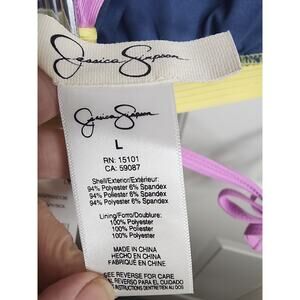 Jessica Simpson
Jessica Simpson
L
RN: 15101
CA: 59087
Shell/Exterior/Extérieur:
94% Polyester 6% Spandex
94% Poliester 6% Spandex
94% Polyester 6% Spandex
Lining/Forro/Doublure:
100% Polyester
100% Poliester
100% Polyester
MADE IN CHINA
HECHO EN CHINA
FABRIQUÉ EN CHINE
SEE REVERSE FOR CARE